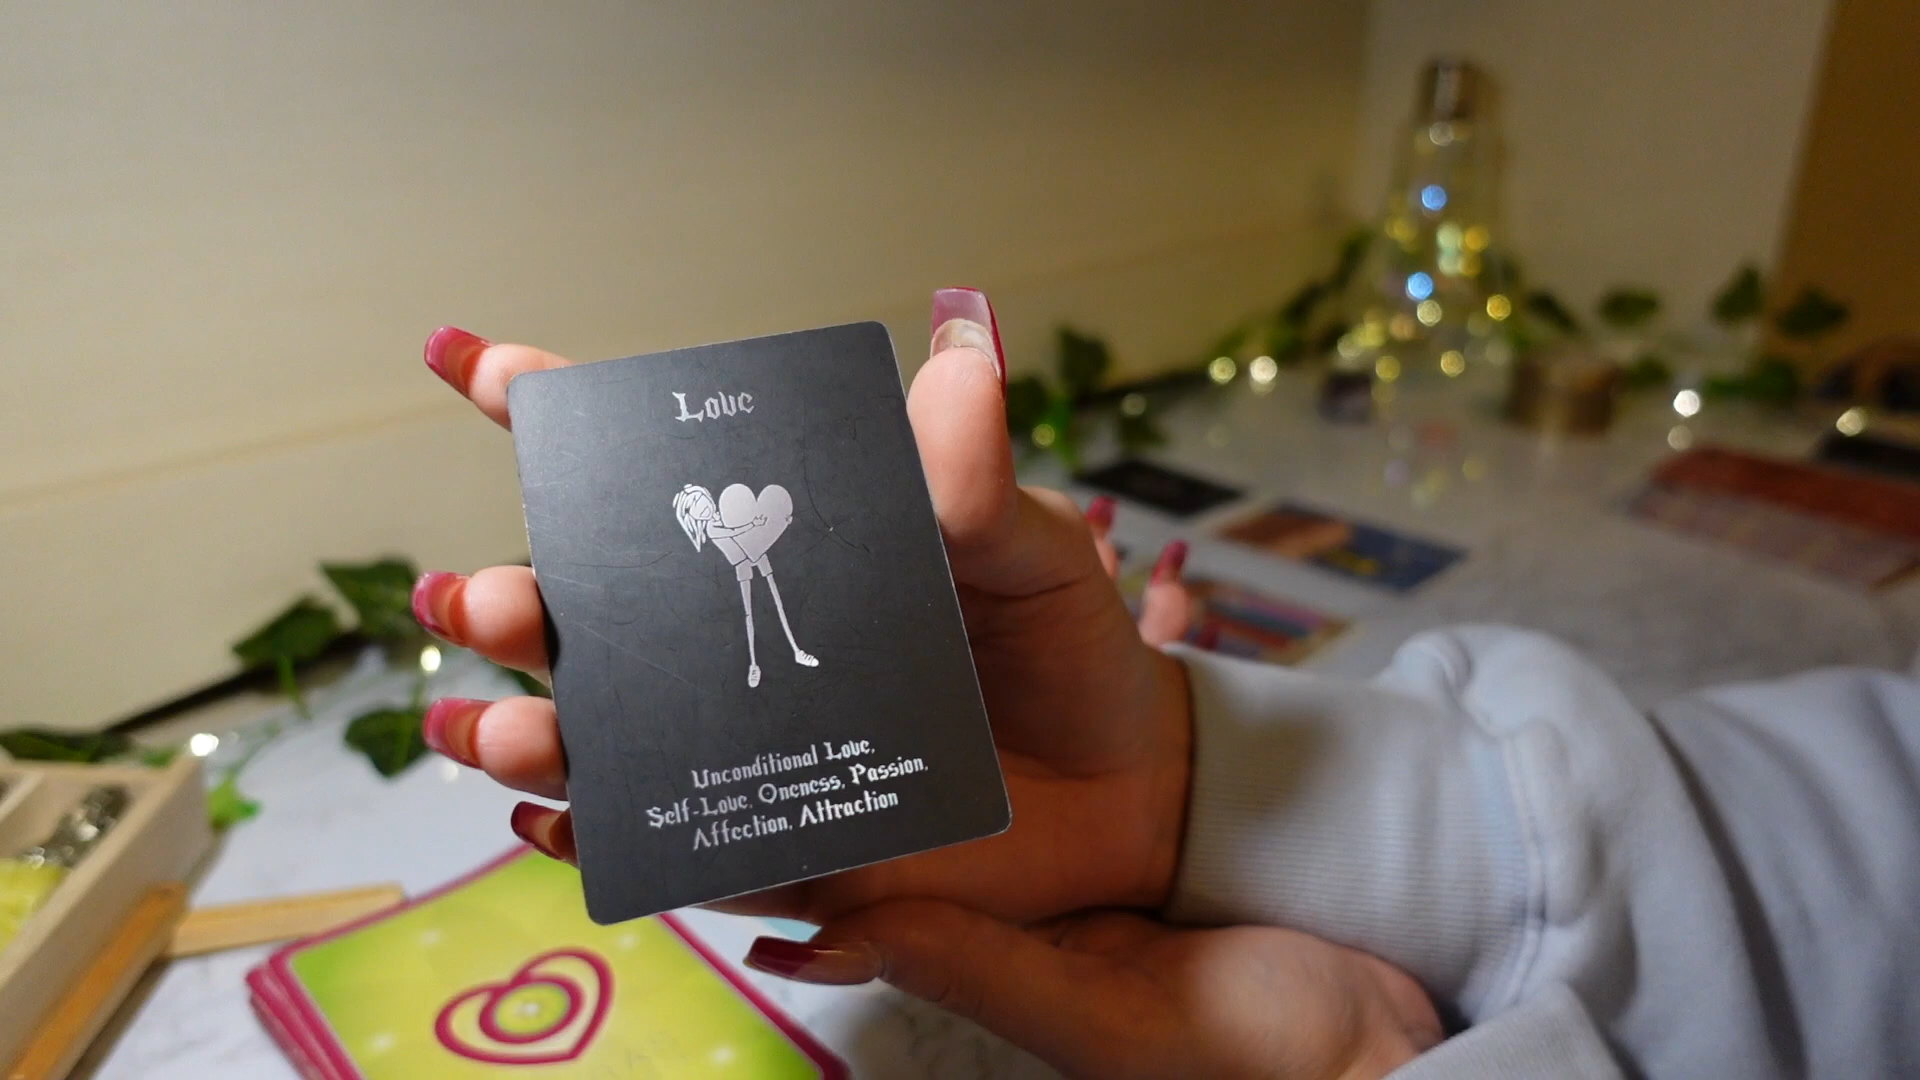 Love
Unconditional Love,
Self-Love, Oneness, Passion,
Affection, Attraction